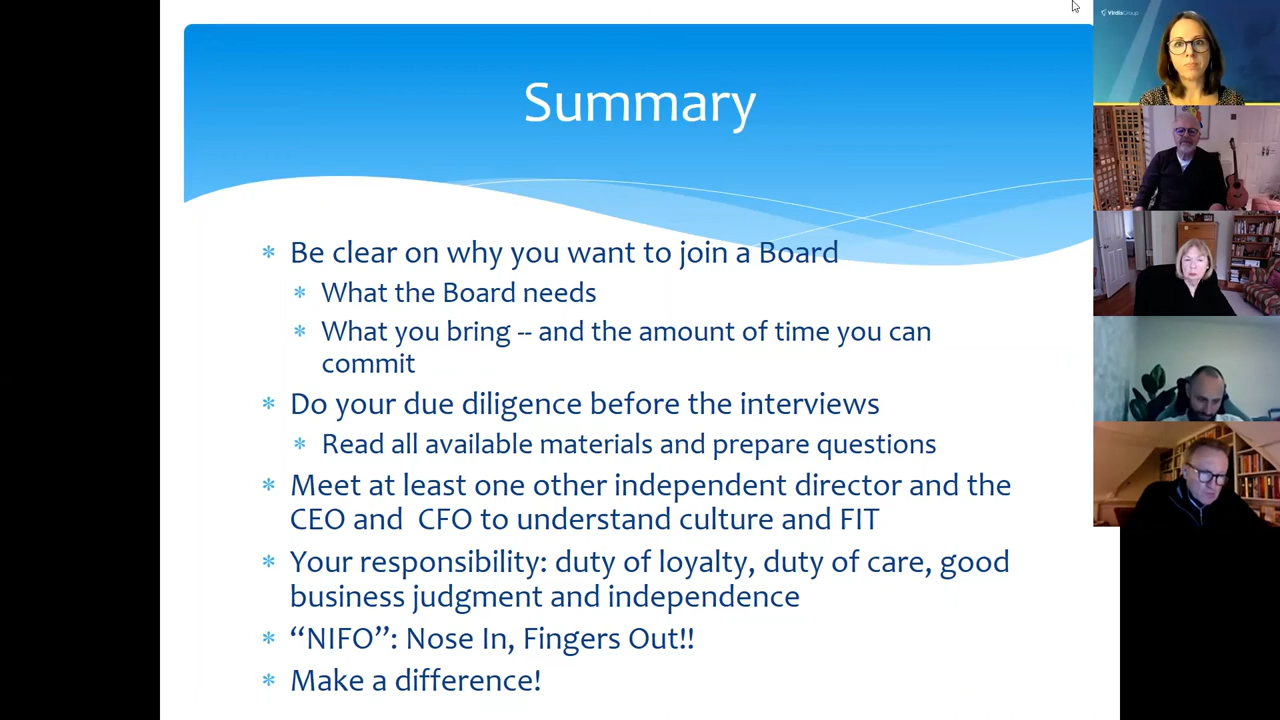 VirdisGroup
Summary
* Be clear on why you want to join a Board
* What the Board needs
* What you bring -- and the amount of time you can
commit
* Do your due diligence before the interviews
* Read all available materials and prepare questions
* Meet at least one other independent director and the
CEO and  CFO to understand culture and FIT
* Your responsibility: duty of loyalty, duty of care, good
business judgment and independence
* “NIFO”: Nose In, Fingers Out!!
* Make a difference!